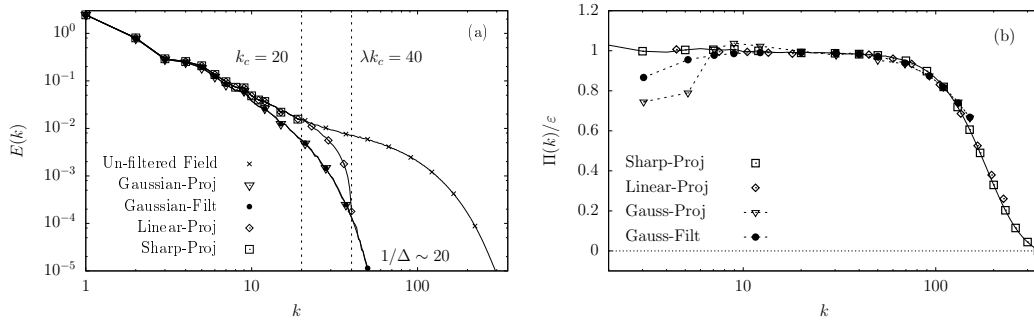 (a)
k_c = 20
λk_c = 40
E(k)
10^0
10^-1
10^-2
10^-3
10^-4
10^-5
Un-filtered Field
Gaussian-Proj
Gaussian-Filt
Linear-Proj
Sharp-Proj
1/Δ ∼ 20
1
10
100
k
(b)
Π(k)/ε
1.2
1
0.8
0.6
0.4
0.2
0
Sharp-Proj
Linear-Proj
Gauss-Proj
Gauss-Filt
10
100
k